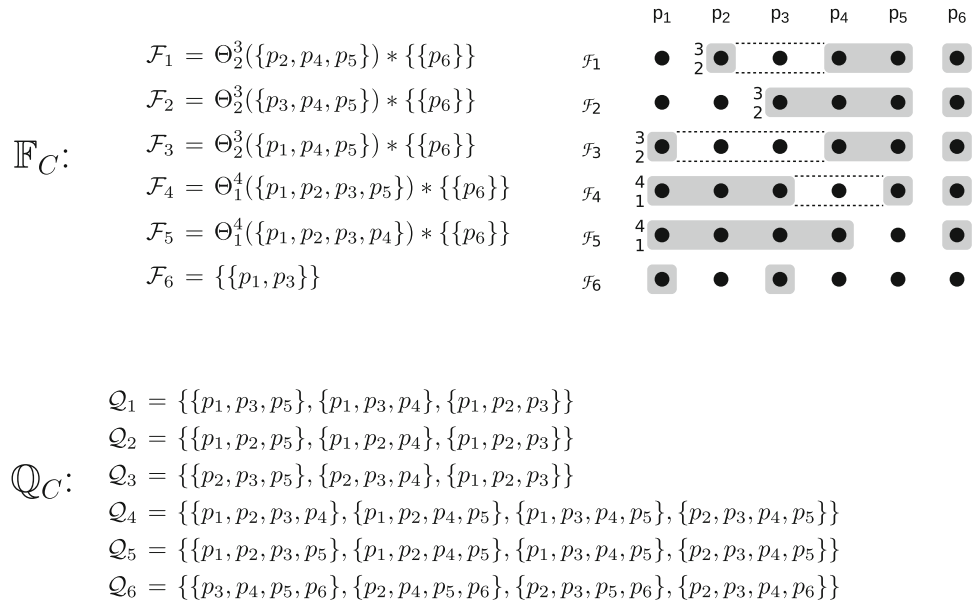 p₁ p₂ p₃ p₄ p₅ p₆
𝔽_C:
ℱ₁ = Θ³₂({p₂, p₄, p₅}) ∗ {{p₆}}
ℱ₁ 3 2
ℱ₂ = Θ³₂({p₃, p₄, p₅}) ∗ {{p₆}}
ℱ₂ 3 2
ℱ₃ = Θ³₂({p₁, p₄, p₅}) ∗ {{p₆}}
ℱ₃ 3 2
ℱ₄ = Θ⁴₁({p₁, p₂, p₃, p₅}) ∗ {{p₆}}
ℱ₄ 4 1
ℱ₅ = Θ⁴₁({p₁, p₂, p₃, p₄}) ∗ {{p₆}}
ℱ₅ 4 1
ℱ₆ = {{p₁, p₃}}
ℱ₆
ℚ_C:
𝒬₁ = {{p₁, p₃, p₅}, {p₁, p₃, p₄}, {p₁, p₂, p₃}}
𝒬₂ = {{p₁, p₂, p₅}, {p₁, p₂, p₄}, {p₁, p₂, p₃}}
𝒬₃ = {{p₂, p₃, p₅}, {p₂, p₃, p₄}, {p₁, p₂, p₃}}
𝒬₄ = {{p₁, p₂, p₃, p₄}, {p₁, p₂, p₄, p₅}, {p₁, p₃, p₄, p₅}, {p₂, p₃, p₄, p₅}}
𝒬₅ = {{p₁, p₂, p₃, p₅}, {p₁, p₂, p₄, p₅}, {p₁, p₃, p₄, p₅}, {p₂, p₃, p₄, p₅}}
𝒬₆ = {{p₃, p₄, p₅, p₆}, {p₂, p₄, p₅, p₆}, {p₂, p₃, p₅, p₆}, {p₂, p₃, p₄, p₆}}